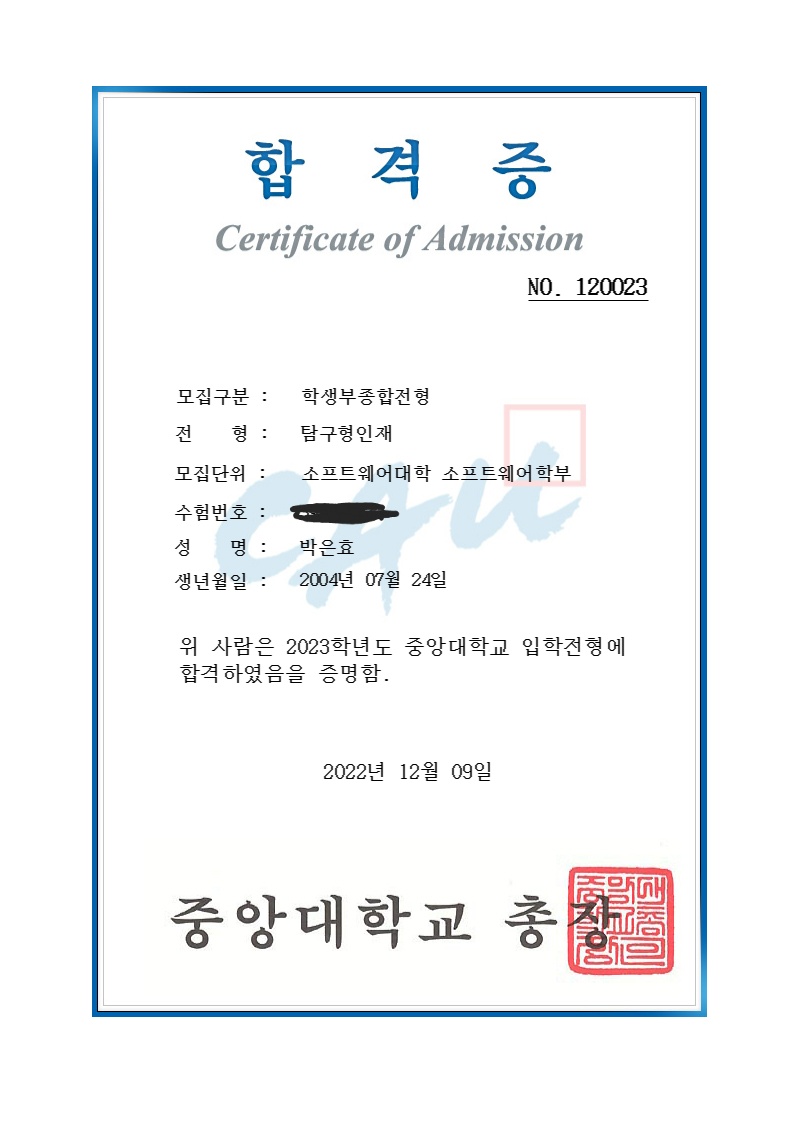 합 격 증
Certificate of Admission
NO. 120023
모집구분 : 학생부종합전형
전 형 : 탐구형인재
모집단위 : 소프트웨어대학 소프트웨어학부
수험번호 :
성 명 : 박은효
생년월일 : 2004년 07월 24일
위 사람은 2023학년도 중앙대학교 입학전형에
합격하였음을 증명함.
2022년 12월 09일
중앙대학교 총장
CAU